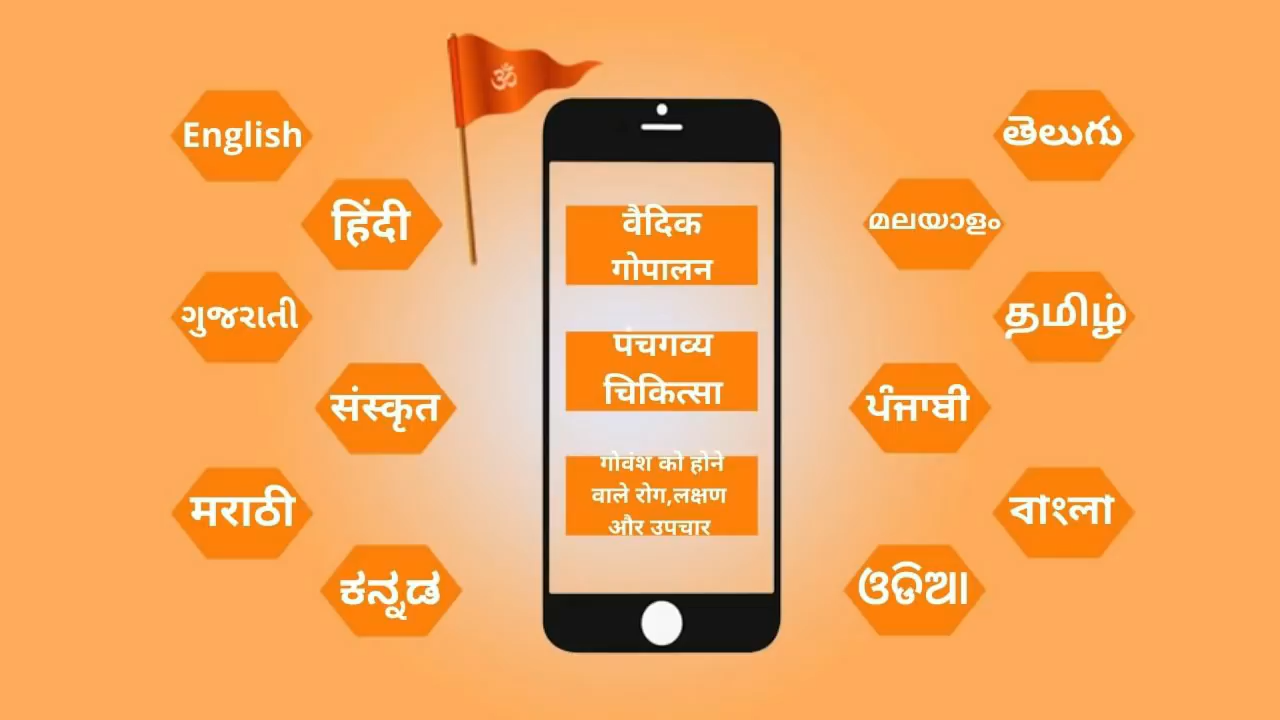 ॐ
English
हिंदी
ગુજરાતી
संस्कृत
मराठी
ಕನ್ನಡ
वैदिक
गोपालन
पंचगव्य
चिकित्सा
गोवंश को होने
वाले रोग,लक्षण
और उपचार
తెలుగు
മലയാളം
தமிழ்
ਪੰਜਾਬੀ
বাংলা
ଓଡିଆ